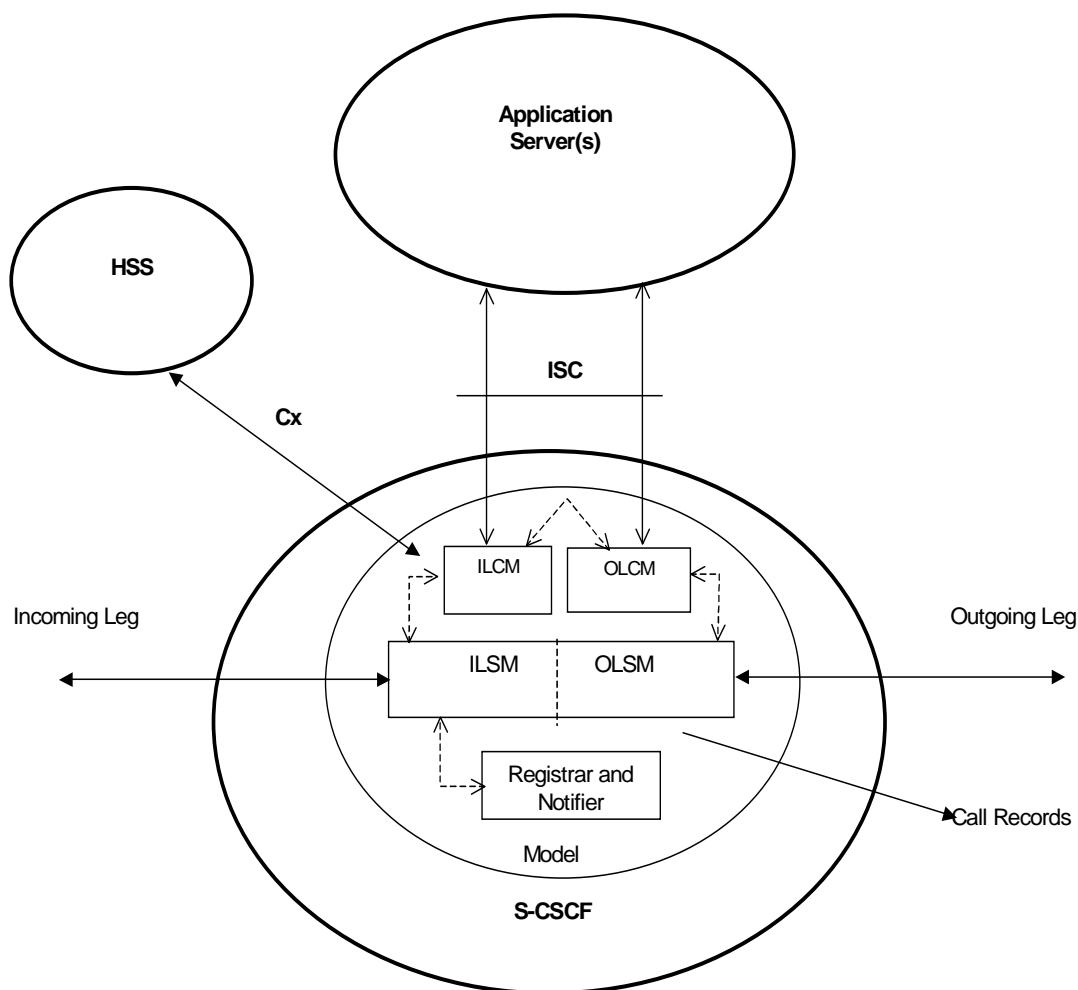 Application
Server(s)
HSS
ISC
Cx
ILCM
OLCM
Incoming Leg
Outgoing Leg
ILSM
OLSM
Registrar and
Notifier
Call Records
Model
S-CSCF